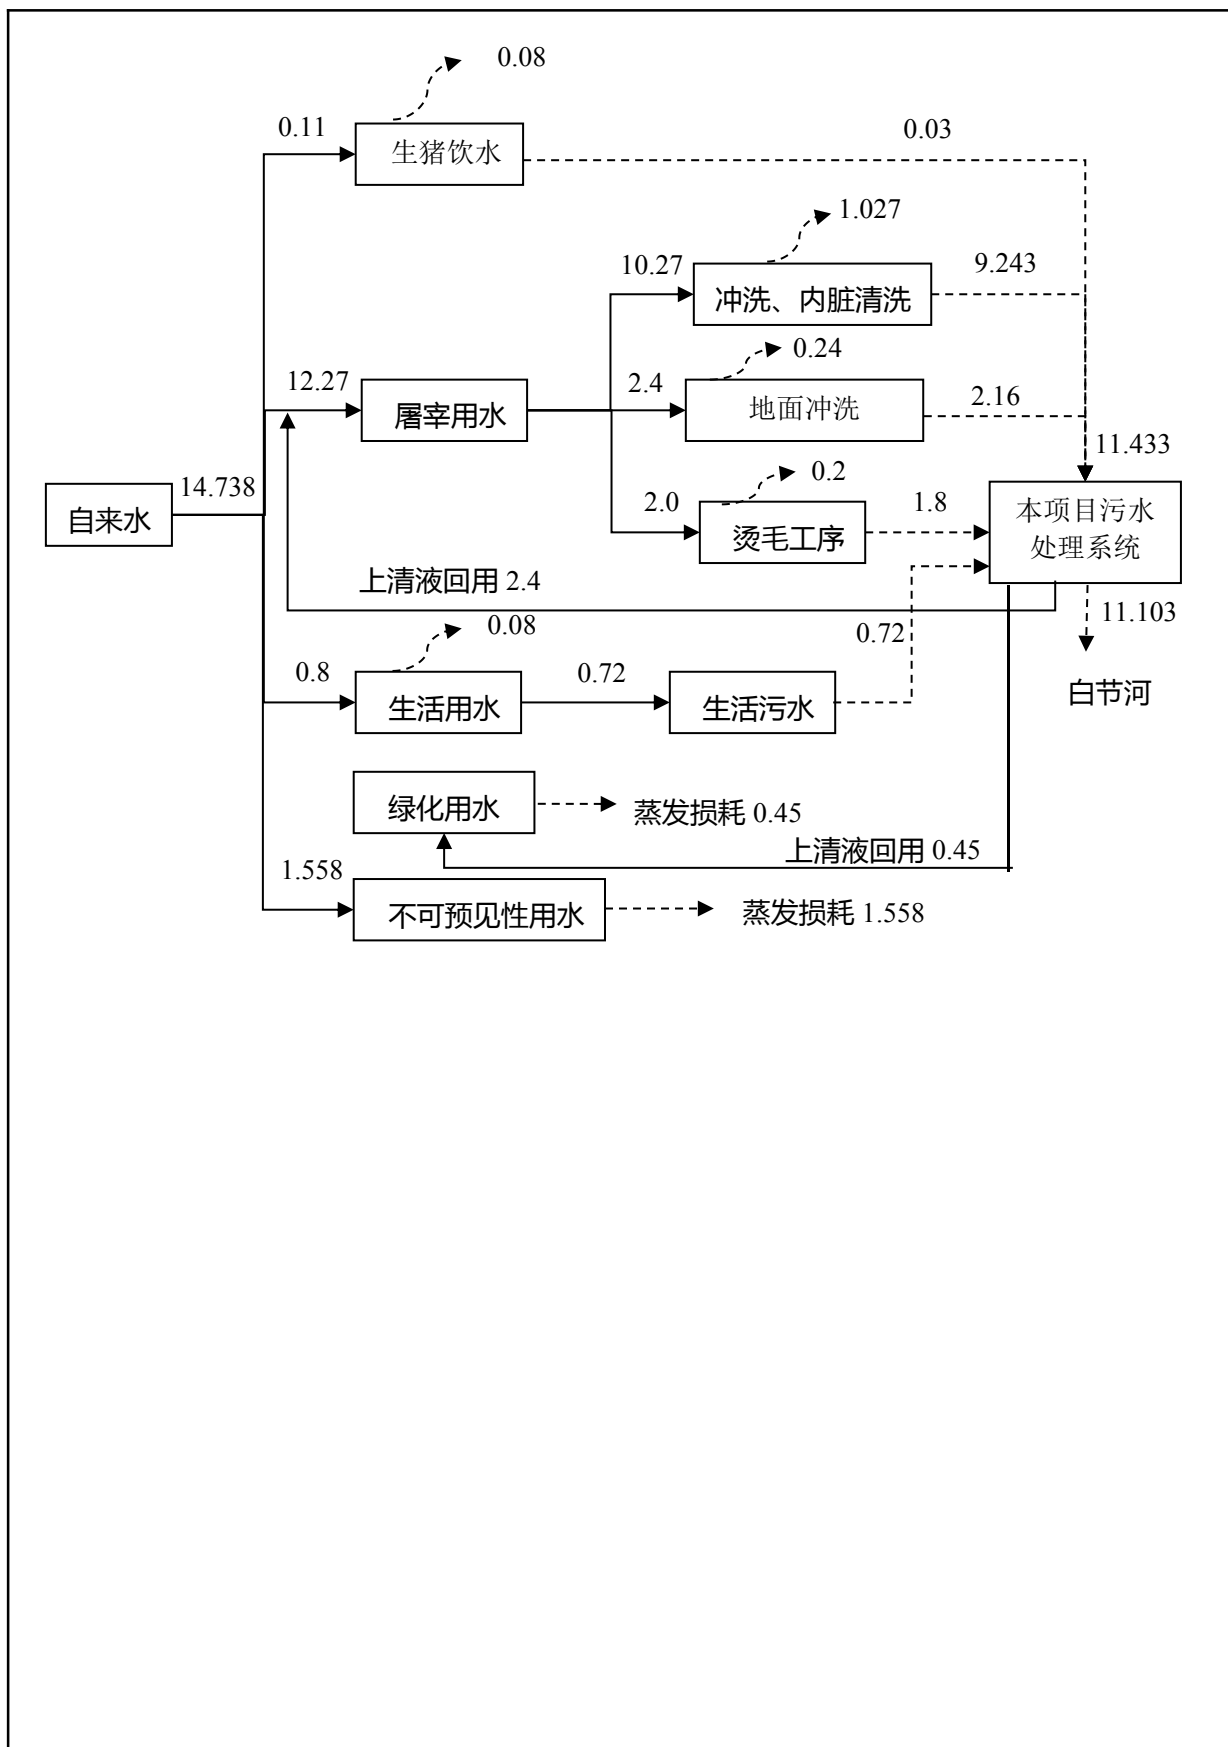 0.08
0.11
生猪饮水
0.03
1.027
10.27
冲洗、内脏清洗
9.243
0.24
12.27
屠宰用水
2.4
地面冲洗
2.16
11.433
14.738
自来水
0.2
2.0
烫毛工序
1.8
本项目污水
处理系统
上清液回用 2.4
11.103
0.08
0.72
0.8
生活用水
0.72
生活污水
白节河
绿化用水
蒸发损耗 0.45
上清液回用 0.45
1.558
不可预见性用水
蒸发损耗 1.558